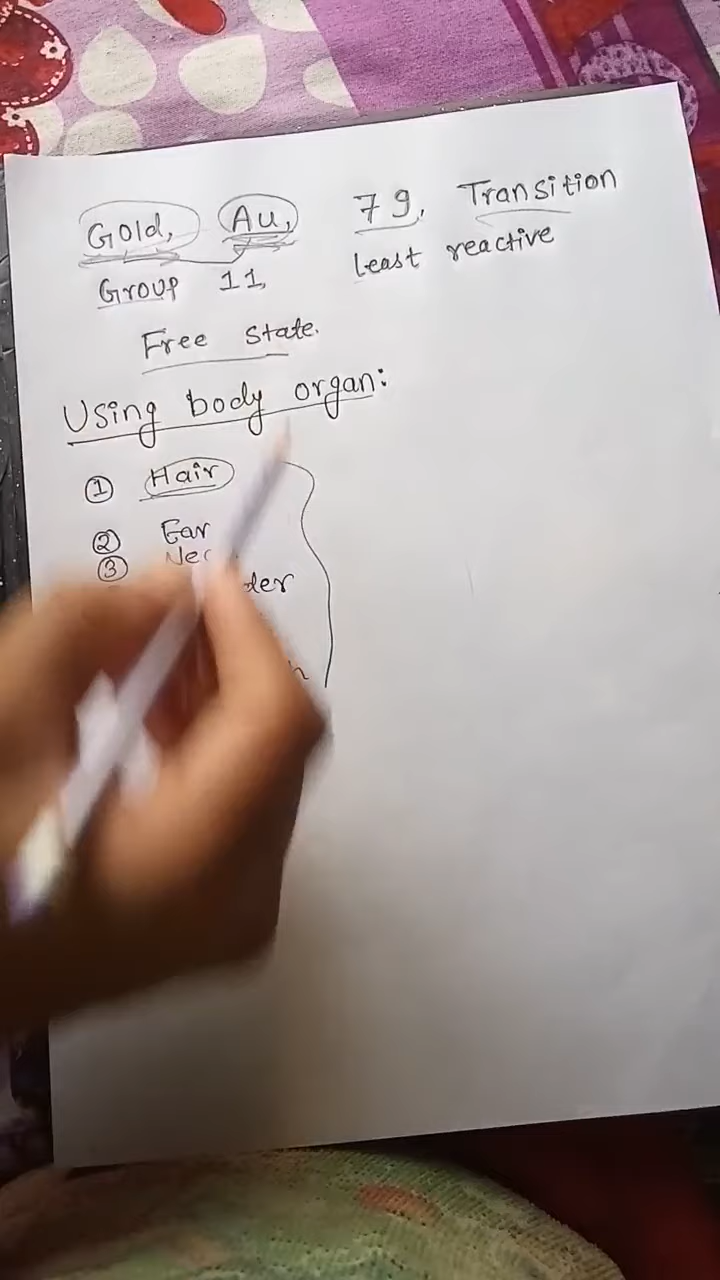 Gold, Au, 79, Transition
Group 11, Least reactive
Free state.
Using body organ:
① Hair
② Ear
③